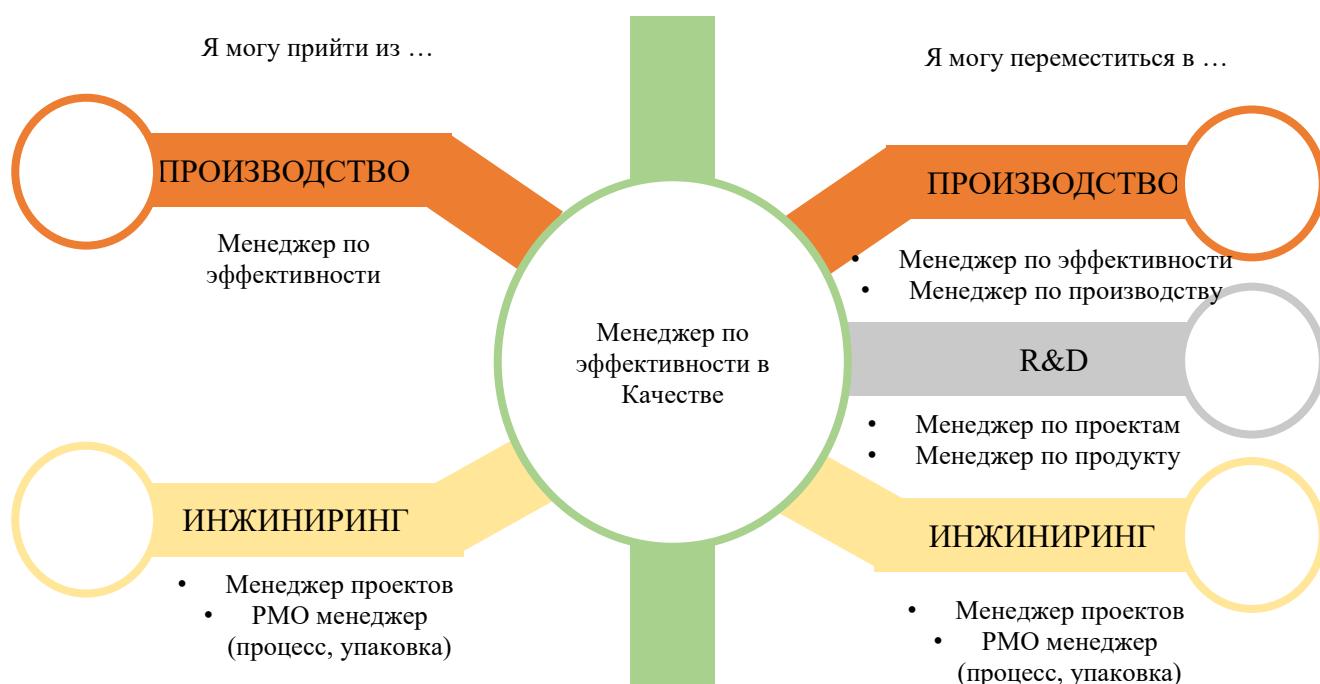 Я могу прийти из …
ПРОИЗВОДСТВО
Менеджер по
эффективности
ИНЖИНИРИНГ
• Менеджер проектов
• РМО менеджер
(процесс, упаковка)
Менеджер по
эффективности в
Качестве
Я могу переместиться в …
ПРОИЗВОДСТВО
• Менеджер по эффективности
• Менеджер по производству
R&D
• Менеджер по проектам
• Менеджер по продукту
ИНЖИНИРИНГ
• Менеджер проектов
• РМО менеджер
(процесс, упаковка)